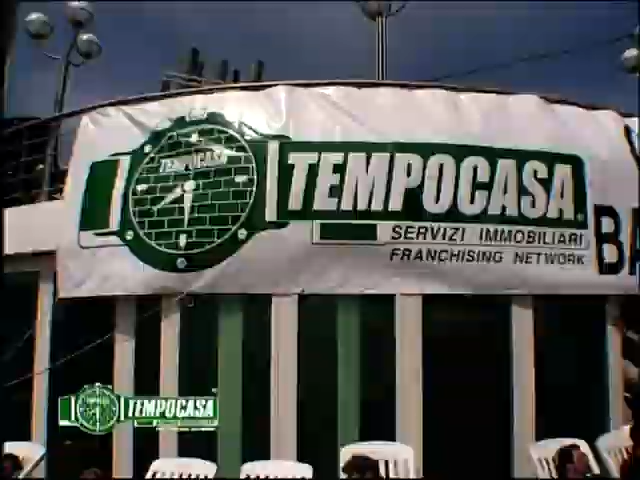 TEMPOCASA
TEMPOCASA
SERVIZI IMMOBILIARI
FRANCHISING NETWORK
BA
TEMPOCASA